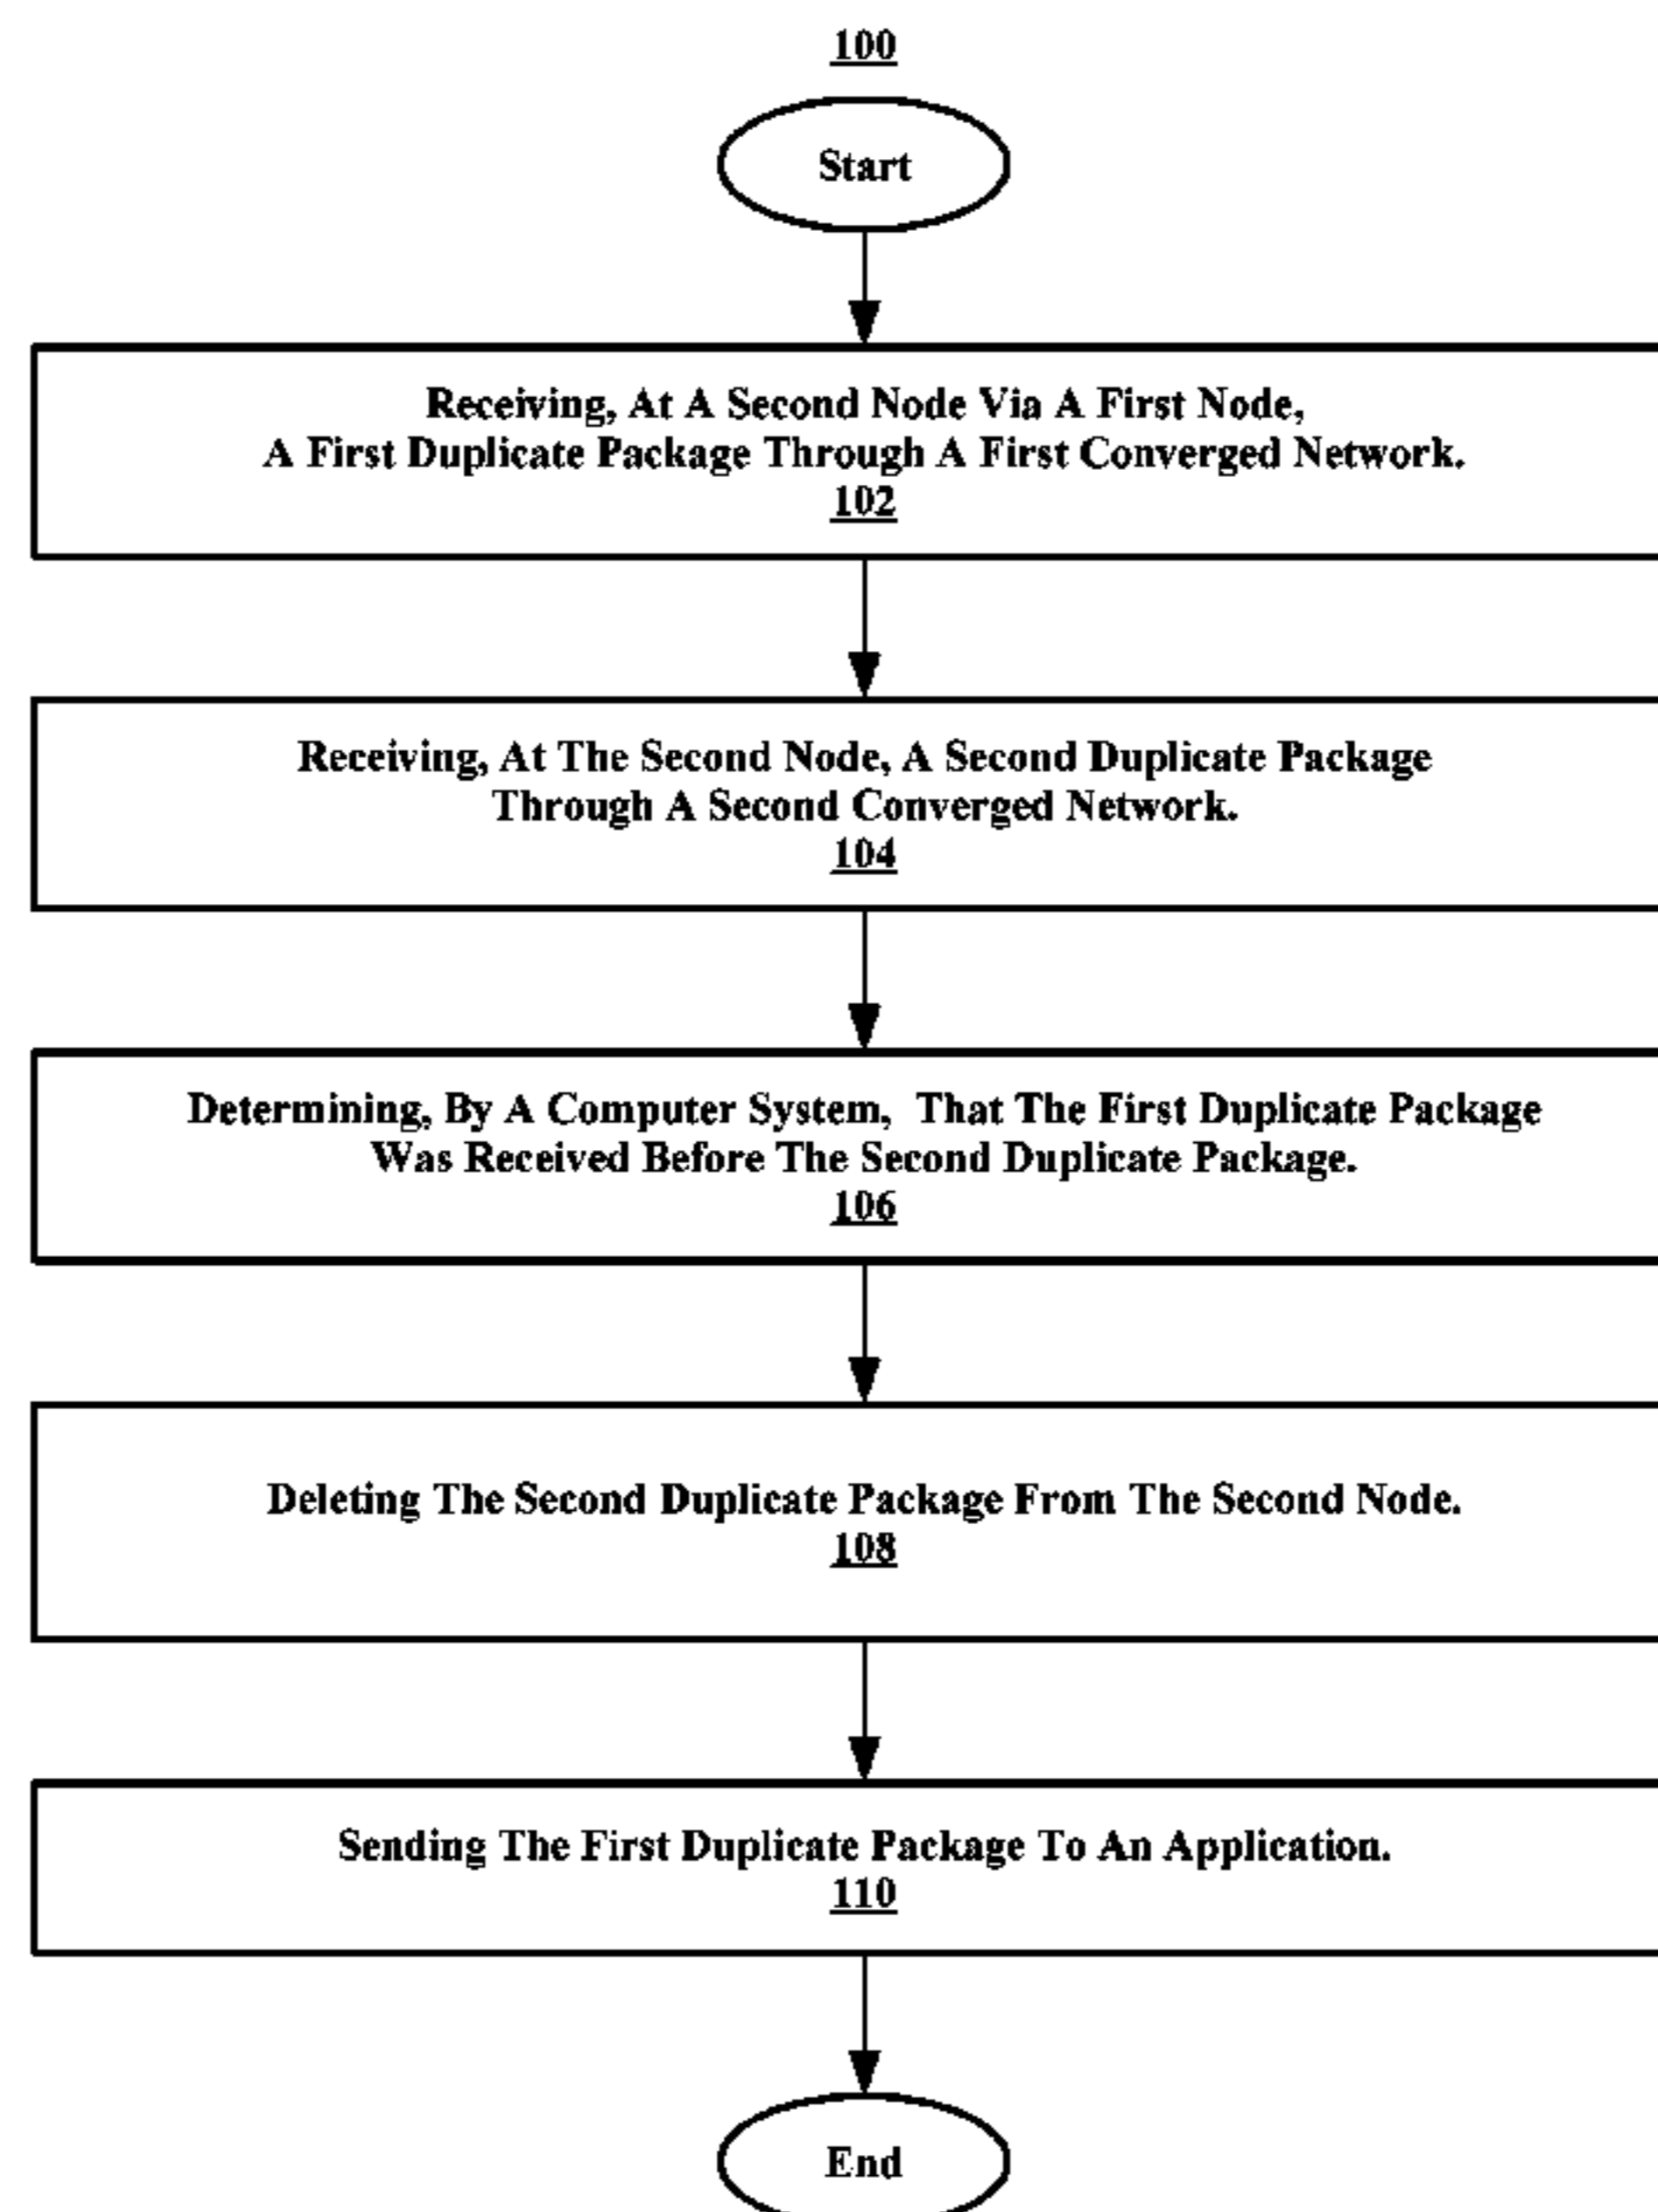 100
Start
Receiving, At A Second Node Via A First Node,
A First Duplicate Package Through A First Converged Network.
102
Receiving, At The Second Node, A Second Duplicate Package
Through A Second Converged Network.
104
Determining, By A Computer System, That The First Duplicate Package
Was Received Before The Second Duplicate Package.
106
Deleting The Second Duplicate Package From The Second Node.
108
Sending The First Duplicate Package To An Application.
110
End